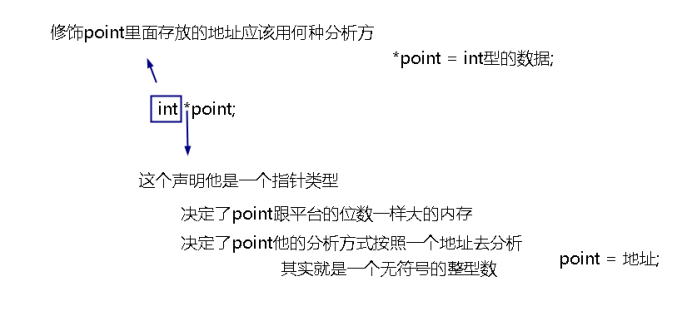 修饰point里面存放的地址应该用何种分析方
*point = int型的数据;
int *point;
这个声明他是一个指针类型
决定了point跟平台的位数一样大的内存
决定了point他的分析方式按照一个地址去分析
其实就是一个无符号的整型数
point = 地址;